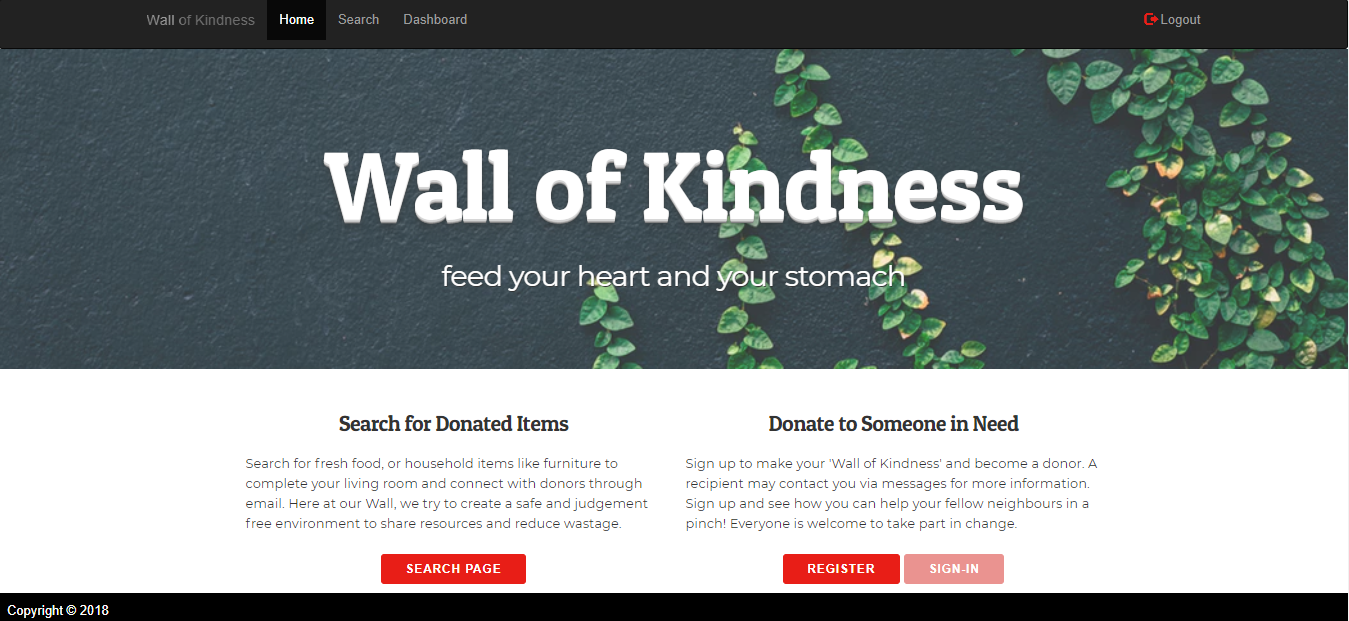 Wall of Kindness Home Search Dashboard Logout
Wall of Kindness
feed your heart and your stomach
Search for Donated Items
Search for fresh food, or household items like furniture to
complete your living room and connect with donors through
email. Here at our Wall, we try to create a safe and judgement
free environment to share resources and reduce wastage.
SEARCH PAGE
Donate to Someone in Need
Sign up to make your 'Wall of Kindness' and become a donor. A
recipient may contact you via messages for more information.
Sign up and see how you can help your fellow neighbours in a
pinch! Everyone is welcome to take part in change.
REGISTER SIGN-IN
Copyright © 2018